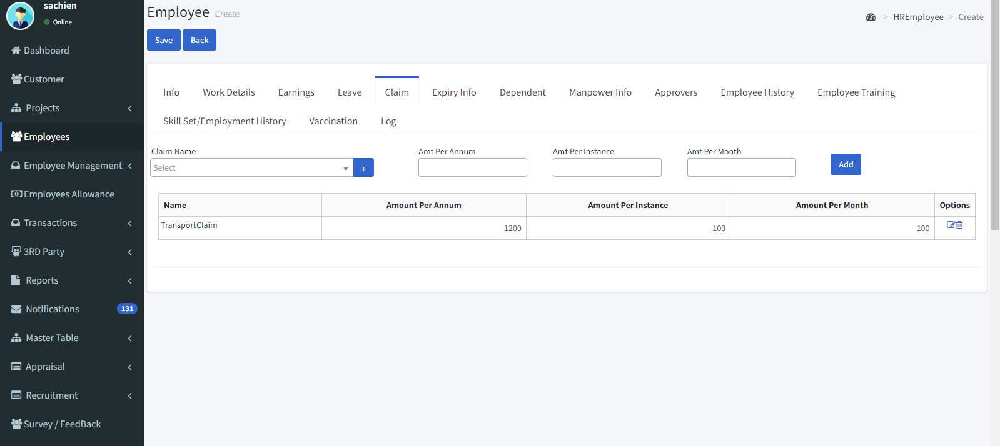 sachien
Online
Dashboard
Customer
Projects
Employees
Employee Management
Employees Allowance
Transactions
3RD Party
Reports
Notifications 131
Master Table
Appraisal
Recruitment
Survey / FeedBack
Employee Create
> HREmployee > Create
Save Back
Info Work Details Earnings Leave Claim Expiry Info Dependent Manpower Info Approvers Employee History Employee Training
Skill Set/Employment History Vaccination Log
Claim Name Amt Per Annum Amt Per Instance Amt Per Month
Select + Add
Name Amount Per Annum Amount Per Instance Amount Per Month Options
TransportClaim 1200 100 100